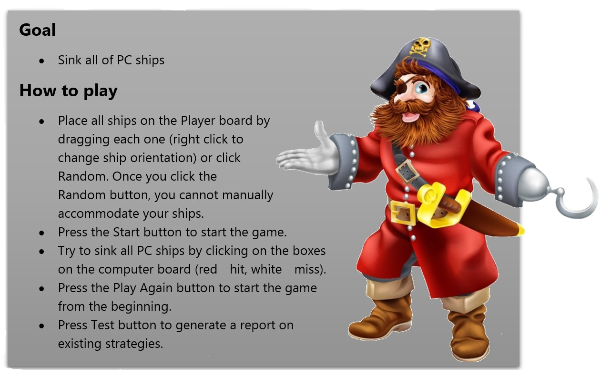 Goal
• Sink all of PC ships
How to play
• Place all ships on the Player board by
dragging each one (right click to
change ship orientation) or click
Random. Once you click the
Random button, you cannot manually
accommodate your ships.
• Press the Start button to start the game.
• Try to sink all PC ships by clicking on the boxes
on the computer board (red hit, white miss).
• Press the Play Again button to start the game
from the beginning.
• Press Test button to generate a report on
existing strategies.